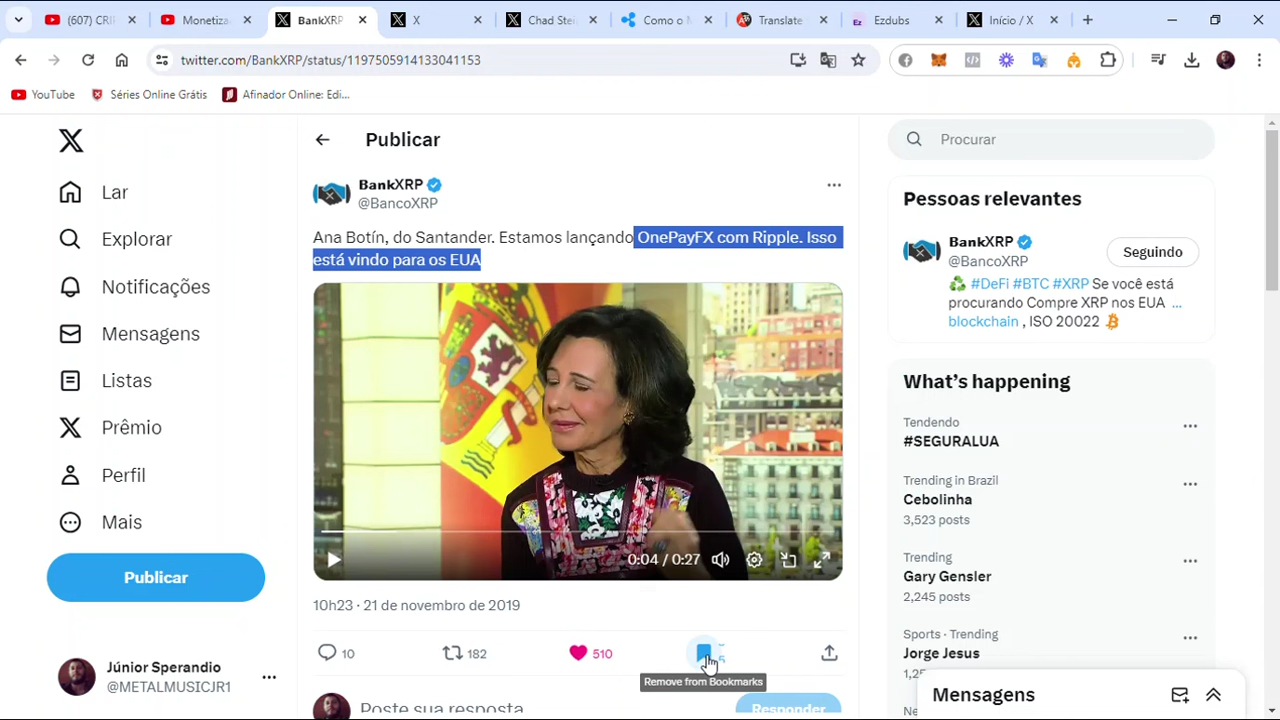 (607) CRI
Monetiza
BankXRP
X
Chad Stei
Como o M
Translate
Ezdubs
Início / X
twitter.com/BankXRP/status/1197505914133041153
YouTube
Séries Online Grátis
Afinador Online: Edi...
Lar
Explorar
Notificações
Mensagens
Listas
Prêmio
Perfil
Mais
Publicar
Júnior Sperandio
@METALMUSICJR1
Publicar
BankXRP
@BancoXRP
Ana Botín, do Santander. Estamos lançando OnePayFX com Ripple. Isso
está vindo para os EUA
0:04 / 0:27
10h23 · 21 de novembro de 2019
10
182
510
Remove from Bookmarks
Poste sua resposta
Responder
Procurar
Pessoas relevantes
BankXRP
@BancoXRP
Seguindo
#DeFi #BTC #XRP Se você está
procurando Compre XRP nos EUA ...
blockchain , ISO 20022
What's happening
Tendendo
#SEGURALUA
Trending in Brazil
Cebolinha
3,523 posts
Trending
Gary Gensler
2,245 posts
Sports · Trending
Jorge Jesus
Mensagens